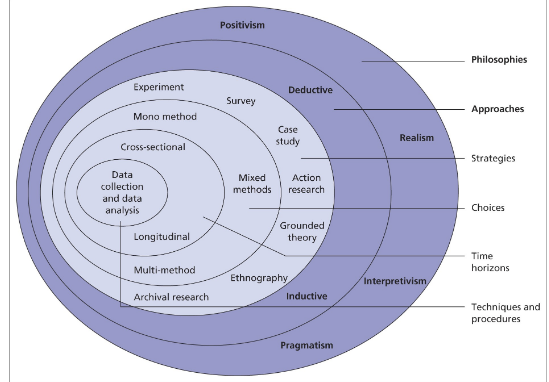 Positivism
Philosophies
Experiment
Deductive
Survey
Approaches
Mono method
Case
study
Realism
Cross-sectional
Strategies
Data
collection
and data
analysis
Mixed
methods
Action
research
Choices
Grounded
theory
Longitudinal
Time
horizons
Multi-method
Ethnography
Interpretivism
Archival research
Inductive
Techniques and
procedures
Pragmatism